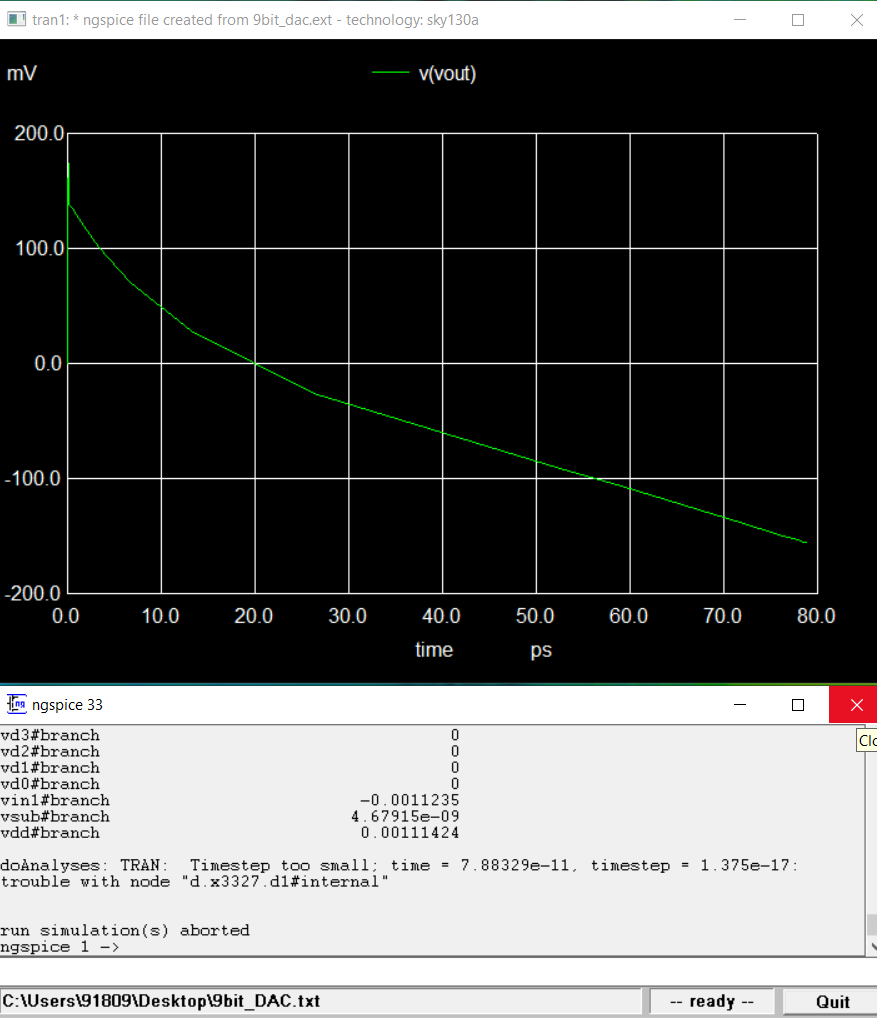 tran1: * ngspice file created from 9bit_dac.ext - technology: sky130a
mV
v(vout)
200.0
100.0
0.0
-100.0
-200.0
0.0 10.0 20.0 30.0 40.0 50.0 60.0 70.0 80.0
time ps
ngspice 33
vd3#branch 0
vd2#branch 0
vd1#branch 0
vd0#branch 0
vin1#branch -0.0011235
vsub#branch 4.67915e-09
vdd#branch 0.00111424
doAnalyses: TRAN: Timestep too small; time = 7.88329e-11, timestep = 1.375e-17:
trouble with node "d.x3327.d1#internal"
run simulation(s) aborted
ngspice 1 ->
C:\Users\91809\Desktop\9bit_DAC.txt
-- ready --
Quit